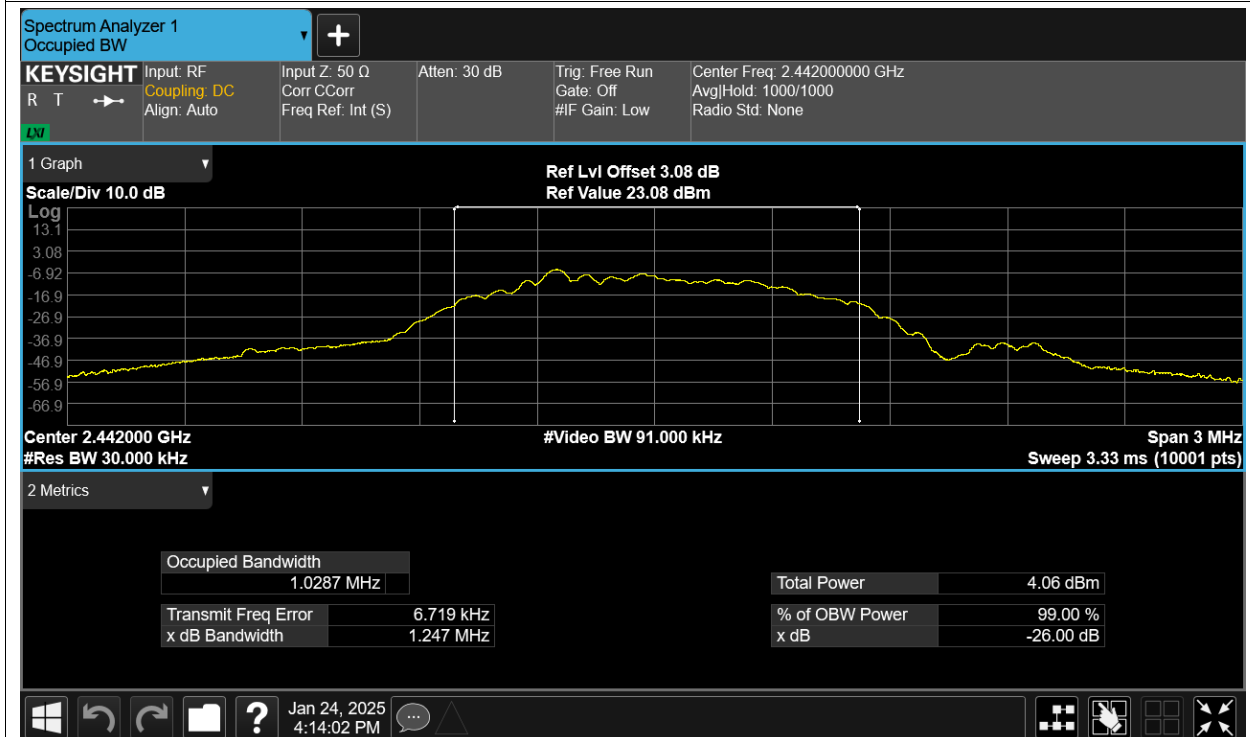 Spectrum Analyzer 1
Occupied BW
KEYSIGHT
R T
LXI
Input: RF
Coupling: DC
Align: Auto
Input Z: 50 Ω
Corr CCorr
Freq Ref: Int (S)
Atten: 30 dB
Trig: Free Run
Gate: Off
#IF Gain: Low
Center Freq: 2.442000000 GHz
Avg|Hold: 1000/1000
Radio Std: None
1 Graph
Scale/Div 10.0 dB
Ref Lvl Offset 3.08 dB
Ref Value 23.08 dBm
Log
13.1
3.08
-6.92
-16.9
-26.9
-36.9
-46.9
-56.9
-66.9
Center 2.442000 GHz
#Video BW 91.000 kHz
Span 3 MHz
#Res BW 30.000 kHz
Sweep 3.33 ms (10001 pts)
2 Metrics
Occupied Bandwidth
1.0287 MHz
Total Power 4.06 dBm
Transmit Freq Error 6.719 kHz
% of OBW Power 99.00 %
x dB Bandwidth 1.247 MHz
x dB -26.00 dB
?
Jan 24, 2025
4:14:02 PM